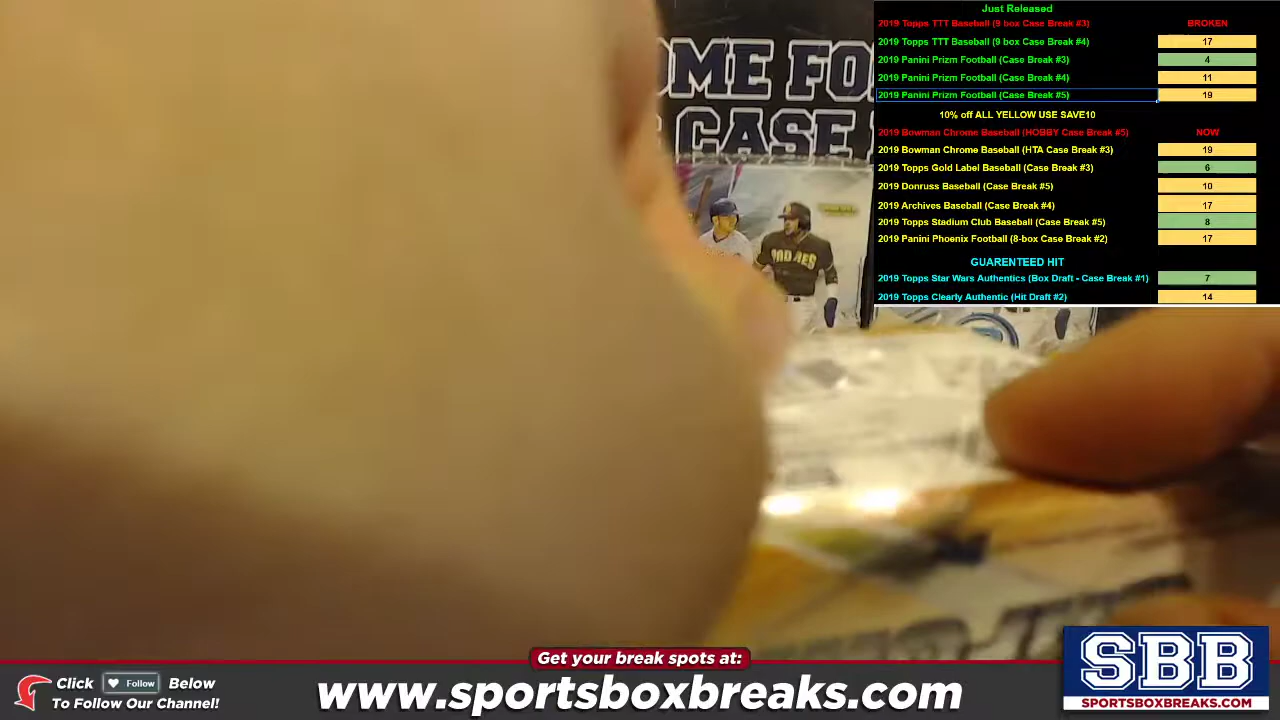 Just Released
2019 Topps TTT Baseball (9 box Case Break #3) BROKEN
2019 Topps TTT Baseball (9 box Case Break #4) 17
2019 Panini Prizm Football (Case Break #3) 4
2019 Panini Prizm Football (Case Break #4) 11
2019 Panini Prizm Football (Case Break #5) 19
10% off ALL YELLOW USE SAVE10
2019 Bowman Chrome Baseball (HOBBY Case Break #5) NOW
2019 Bowman Chrome Baseball (HTA Case Break #3) 19
2019 Topps Gold Label Baseball (Case Break #3) 6
2019 Donruss Baseball (Case Break #5) 10
2019 Archives Baseball (Case Break #4) 17
2019 Topps Stadium Club Baseball (Case Break #5) 8
2019 Panini Phoenix Football (8-box Case Break #2) 17
GUARENTEED HIT
2019 Topps Star Wars Authentics (Box Draft - Case Break #1) 7
2019 Topps Clearly Authentic (Hit Draft #2) 14
OME FO
CASE
PADRES
Get your break spots at:
Click Follow Below
To Follow Our Channel!
www.sportsboxbreaks.com
SBB
SPORTSBOXBREAKS.COM